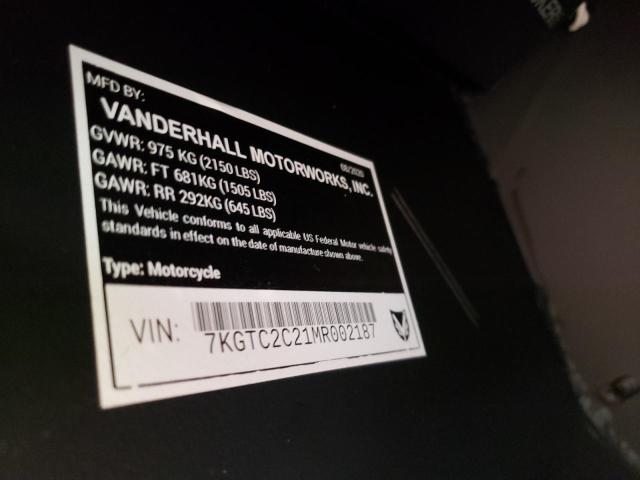 MFD BY:
VANDERHALL MOTORWORKS, INC.
GVWR: 975 KG (2150 LBS) 08/2020
GAWR: FT 681KG (1505 LBS)
GAWR: RR 292KG (645 LBS)
This Vehicle conforms to all applicable US Federal Motor vehicle safety
standards in effect on the date of manufacture shown above.
Type: Motorcycle
VIN: 7KGTC2C21MR002187